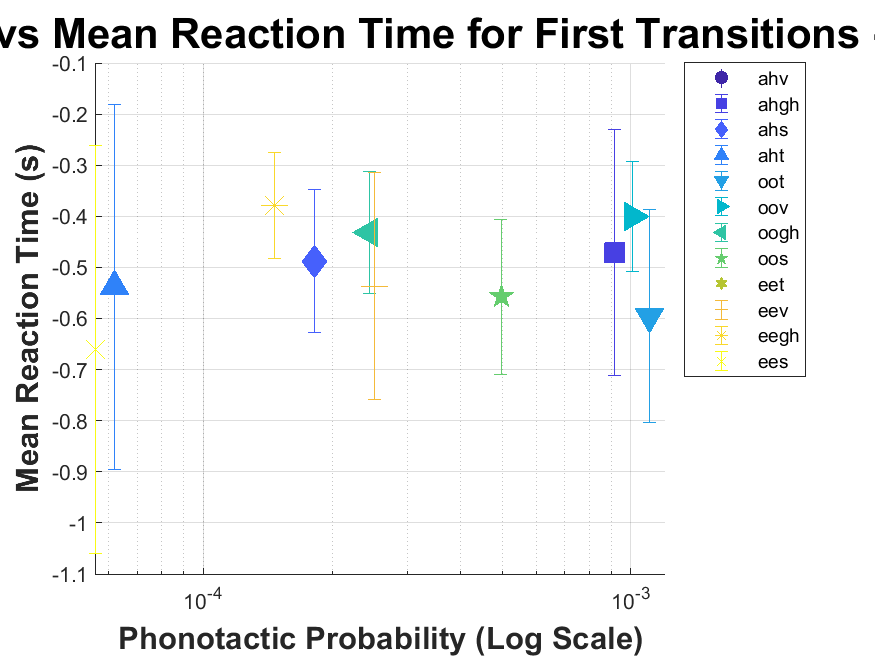 vs Mean Reaction Time for First Transitions -
Mean Reaction Time (s)
-0.1
-0.2
-0.3
-0.4
-0.5
-0.6
-0.7
-0.8
-0.9
-1
-1.1
10^-4
10^-3
Phonotactic Probability (Log Scale)
ahv
ahgh
ahs
aht
oot
oov
oogh
oos
eet
eev
eegh
ees